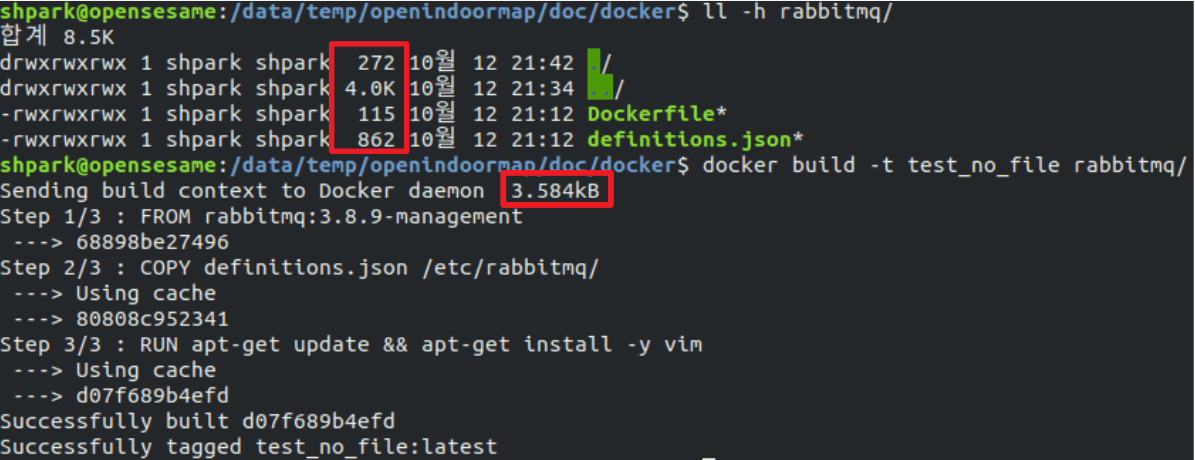 shpark@opensesame:/data/temp/openindoormap/doc/docker$ ll -h rabbitmq/
합계 8.5K
drwxrwxrwx 1 shpark shpark  272 10월  12 21:42 ./
drwxrwxrwx 1 shpark shpark 4.0K 10월  12 21:34 ../
-rwxrwxrwx 1 shpark shpark  115 10월  12 21:12 Dockerfile*
-rwxrwxrwx 1 shpark shpark  862 10월  12 21:12 definitions.json*
shpark@opensesame:/data/temp/openindoormap/doc/docker$ docker build -t test_no_file rabbitmq/
Sending build context to Docker daemon  3.584kB
Step 1/3 : FROM rabbitmq:3.8.9-management
 ---> 68898be27496
Step 2/3 : COPY definitions.json /etc/rabbitmq/
 ---> Using cache
 ---> 80808c952341
Step 3/3 : RUN apt-get update && apt-get install -y vim
 ---> Using cache
 ---> d07f689b4efd
Successfully built d07f689b4efd
Successfully tagged test_no_file:latest